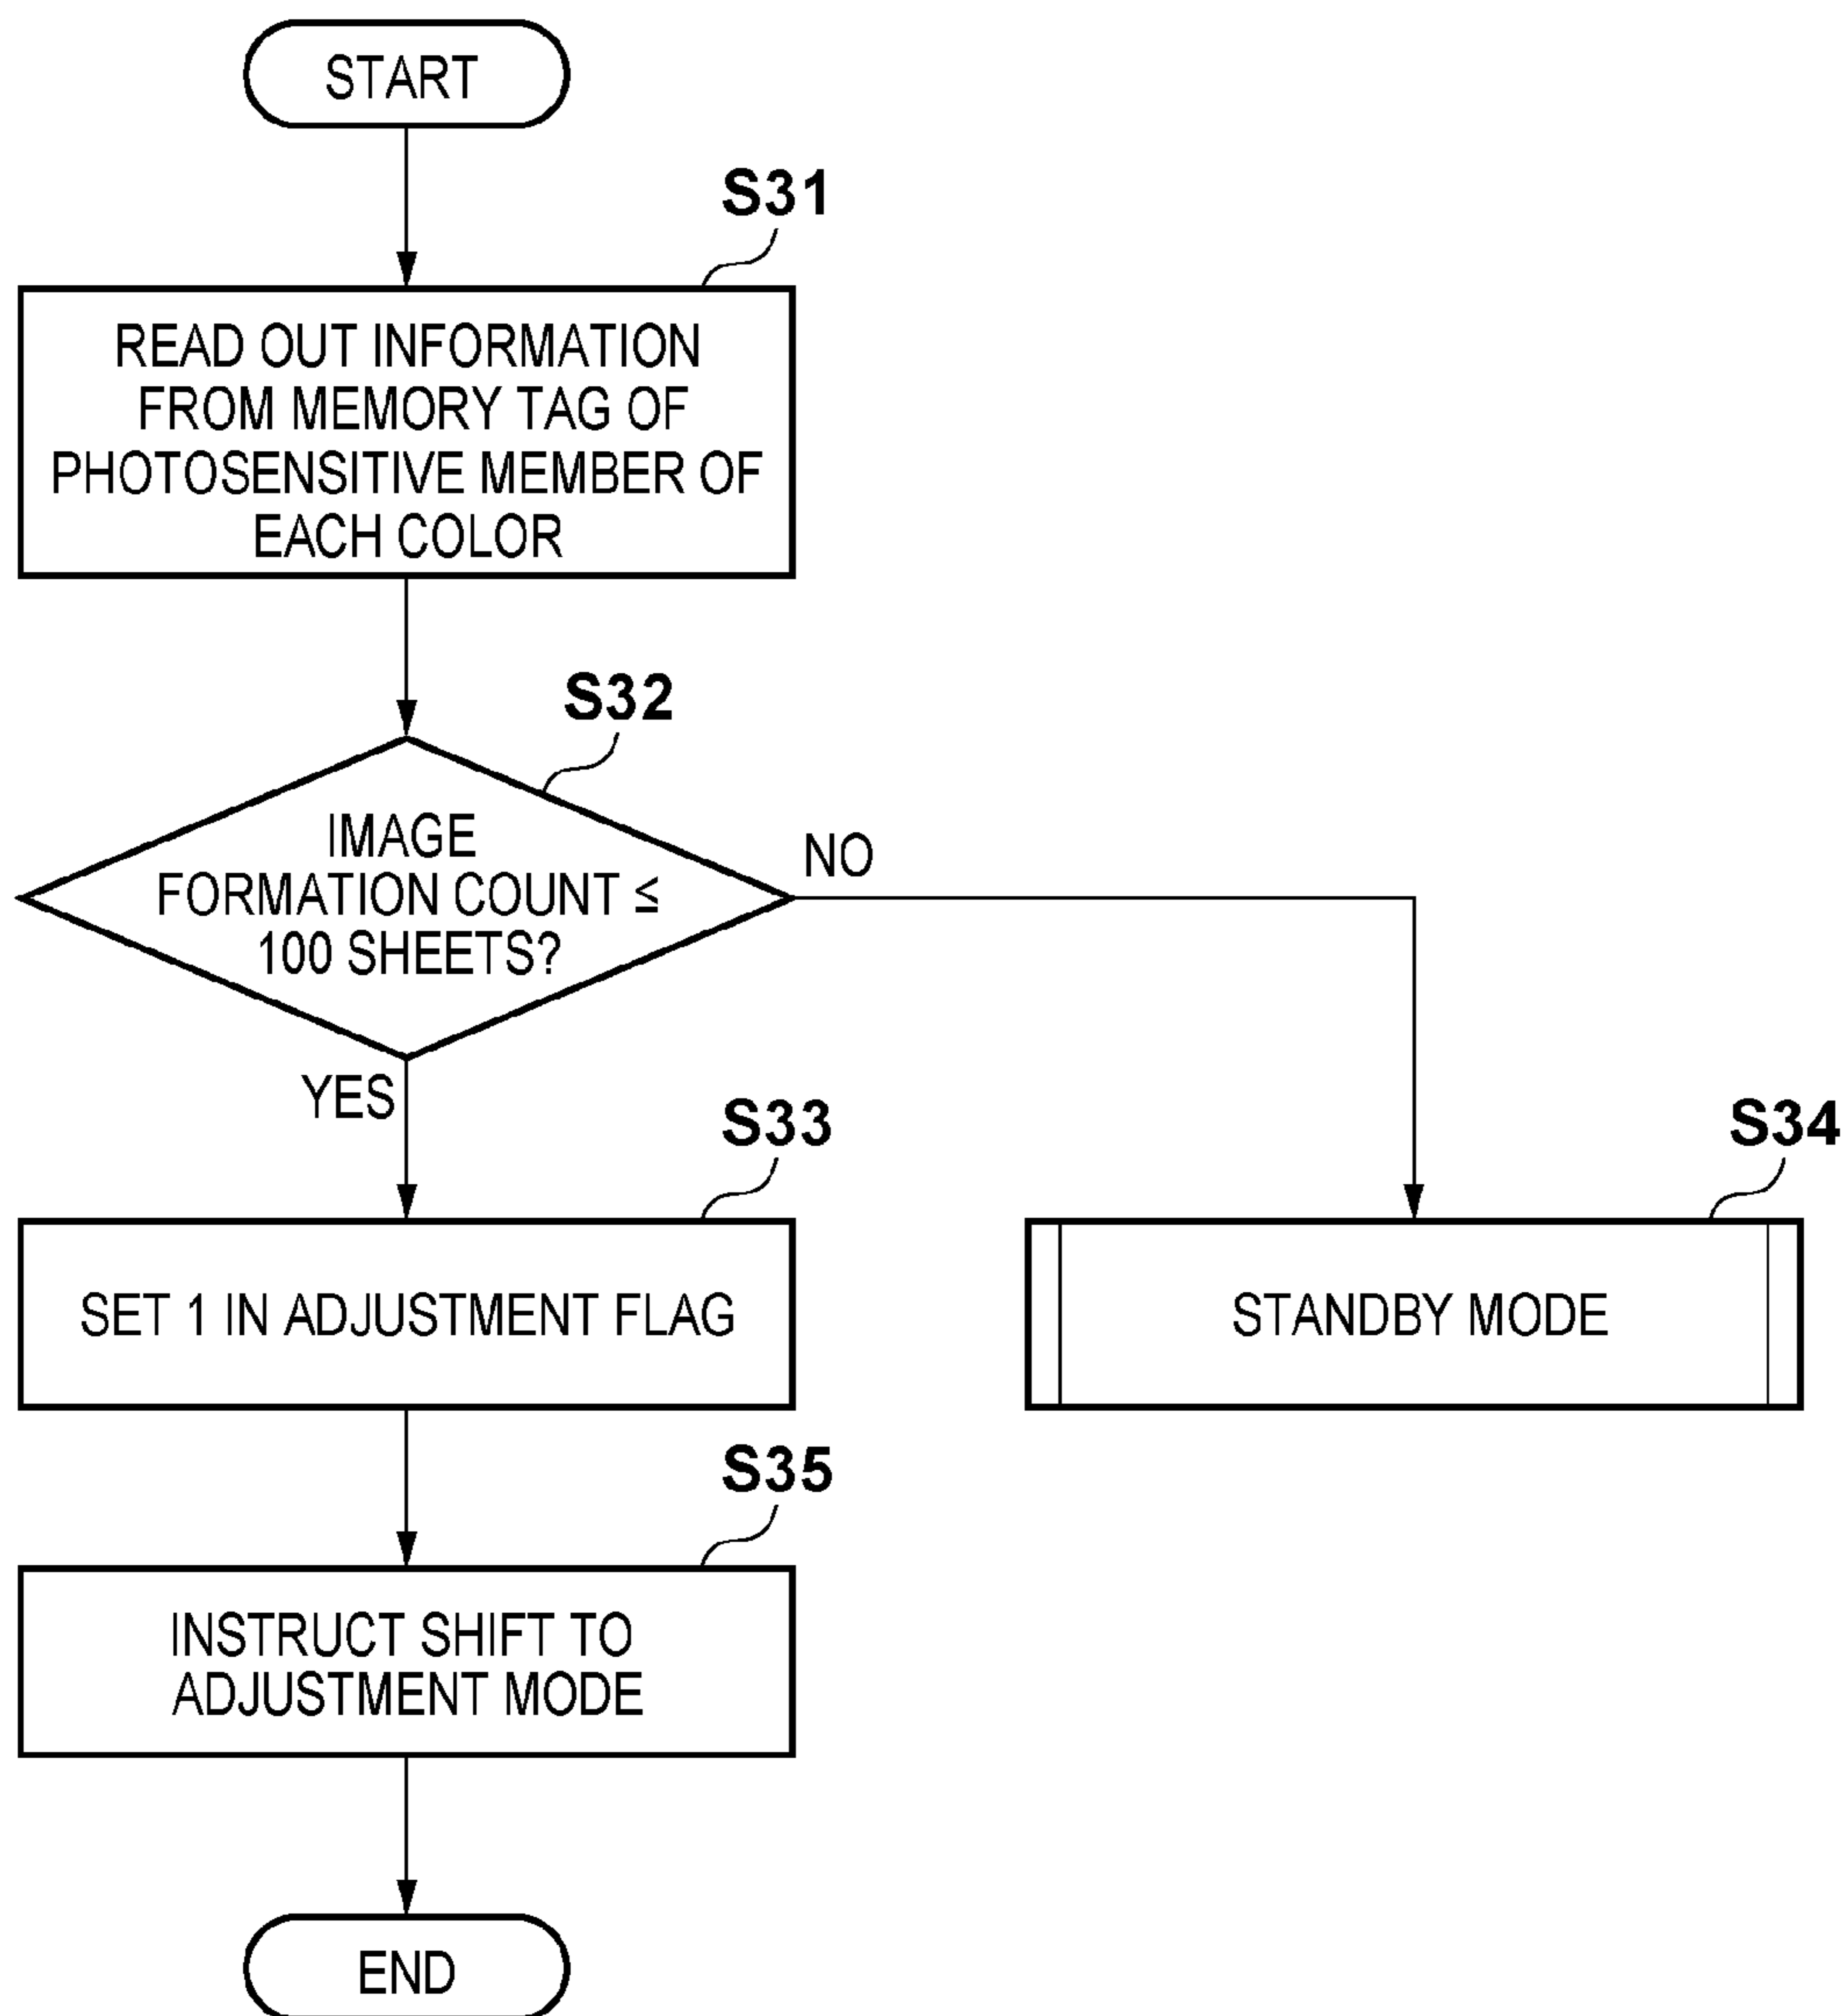 START
S31
READ OUT INFORMATION
FROM MEMORY TAG OF
PHOTOSENSITIVE MEMBER OF
EACH COLOR
S32
IMAGE
FORMATION COUNT ≤
100 SHEETS?
NO
YES
S33
SET 1 IN ADJUSTMENT FLAG
S34
STANDBY MODE
S35
INSTRUCT SHIFT TO
ADJUSTMENT MODE
END